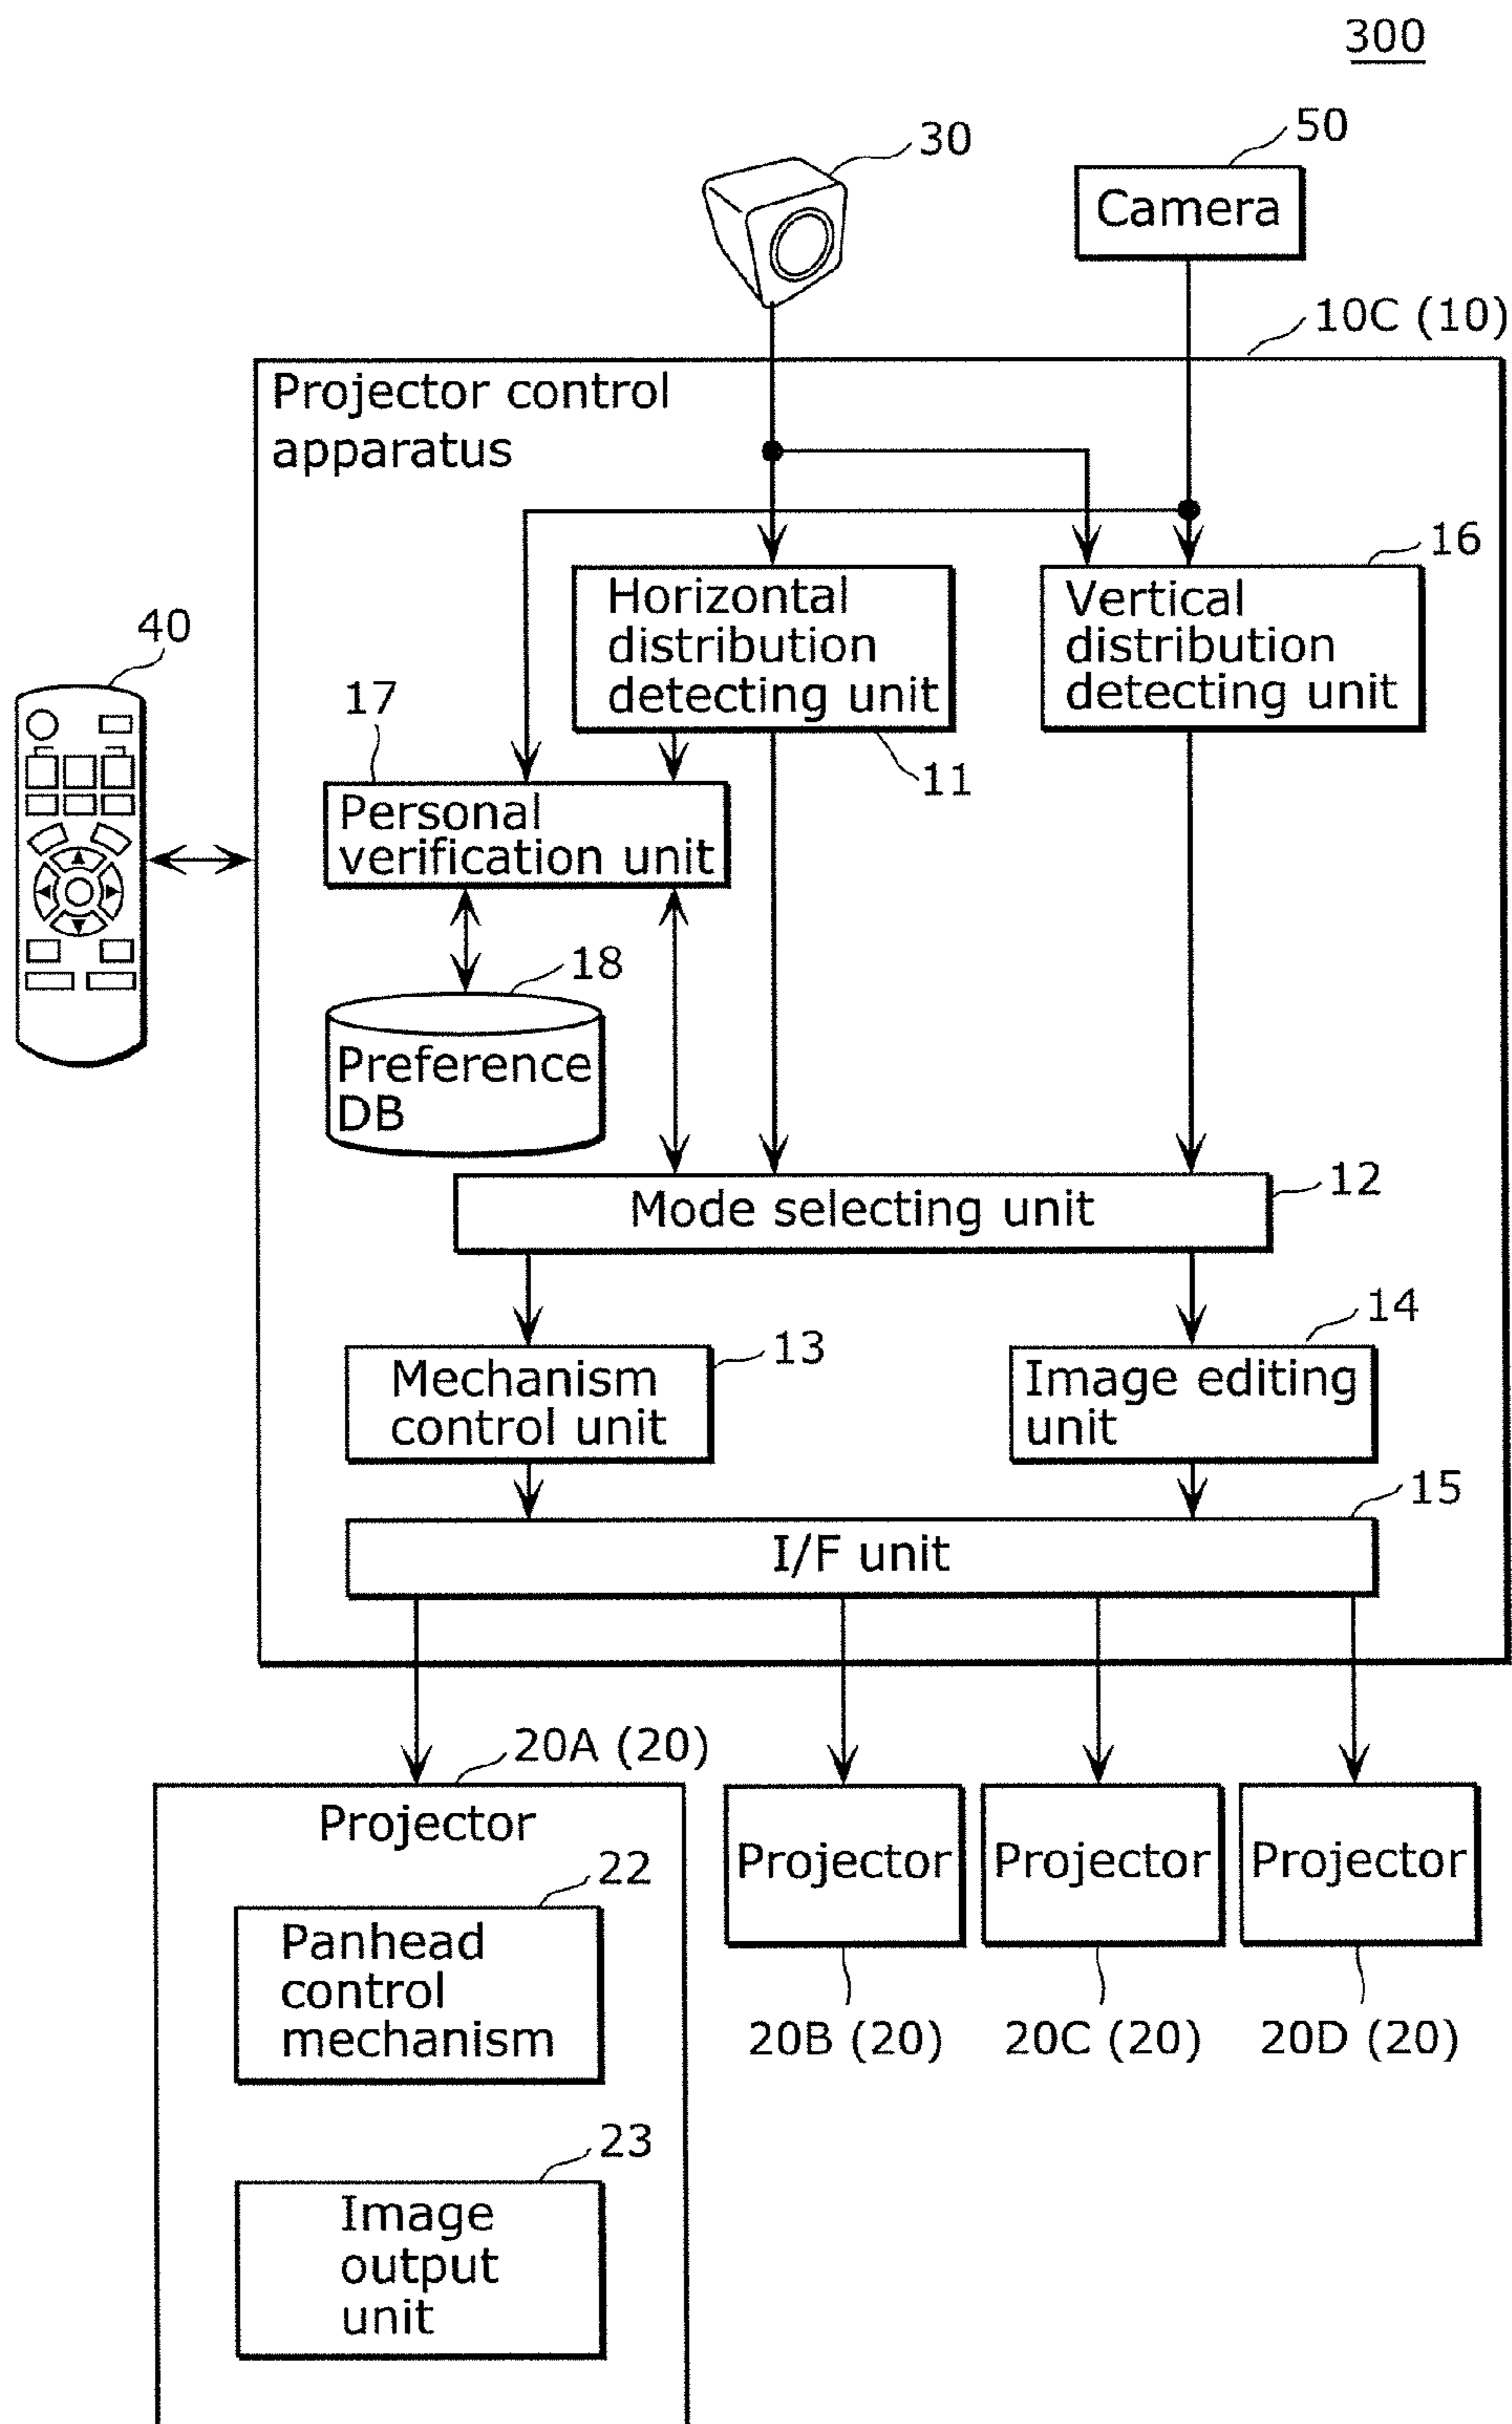 300
30
50
Camera
10C (10)
Projector control
apparatus
16
Horizontal
distribution
detecting unit
Vertical
distribution
detecting unit
40
17
11
Personal
verification unit
18
Preference
DB
12
Mode selecting unit
13
14
Mechanism
control unit
Image editing
unit
15
I/F unit
20A (20)
Projector
Projector
Projector
Projector
22
Panhead
control
mechanism
20B (20)
20C (20)
20D (20)
23
Image
output
unit